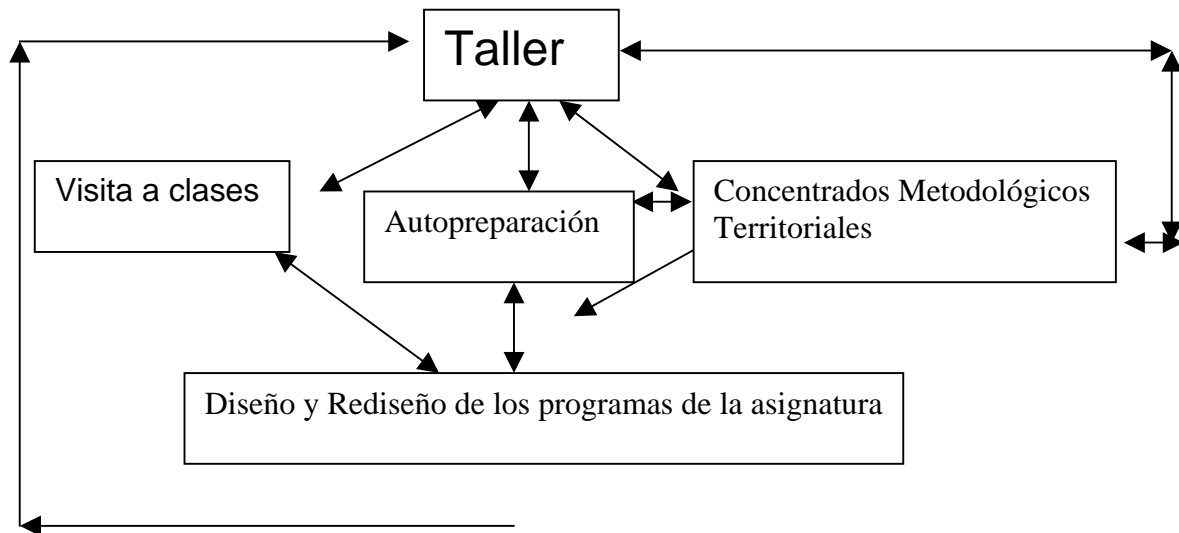 Taller
Visita a clases
Autopreparación
Concentrados Metodológicos
Territoriales
Diseño y Rediseño de los programas de la asignatura